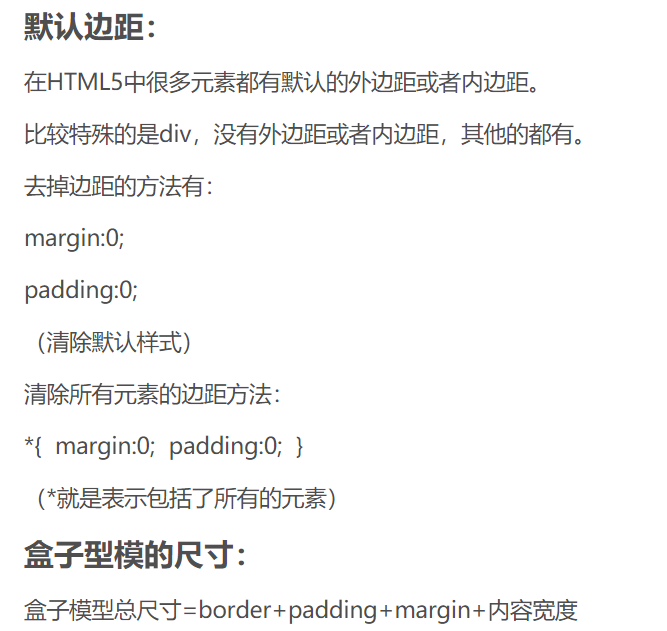 默认边距：
在HTML5中很多元素都有默认的外边距或者内边距。
比较特殊的是div，没有外边距或者内边距，其他的都有。
去掉边距的方法有：
margin:0;
padding:0;
（清除默认样式）
清除所有元素的边距方法：
*{  margin:0;  padding:0;  }
（*就是表示包括了所有的元素）
盒子型模的尺寸：
盒子模型总尺寸=border+padding+margin+内容宽度